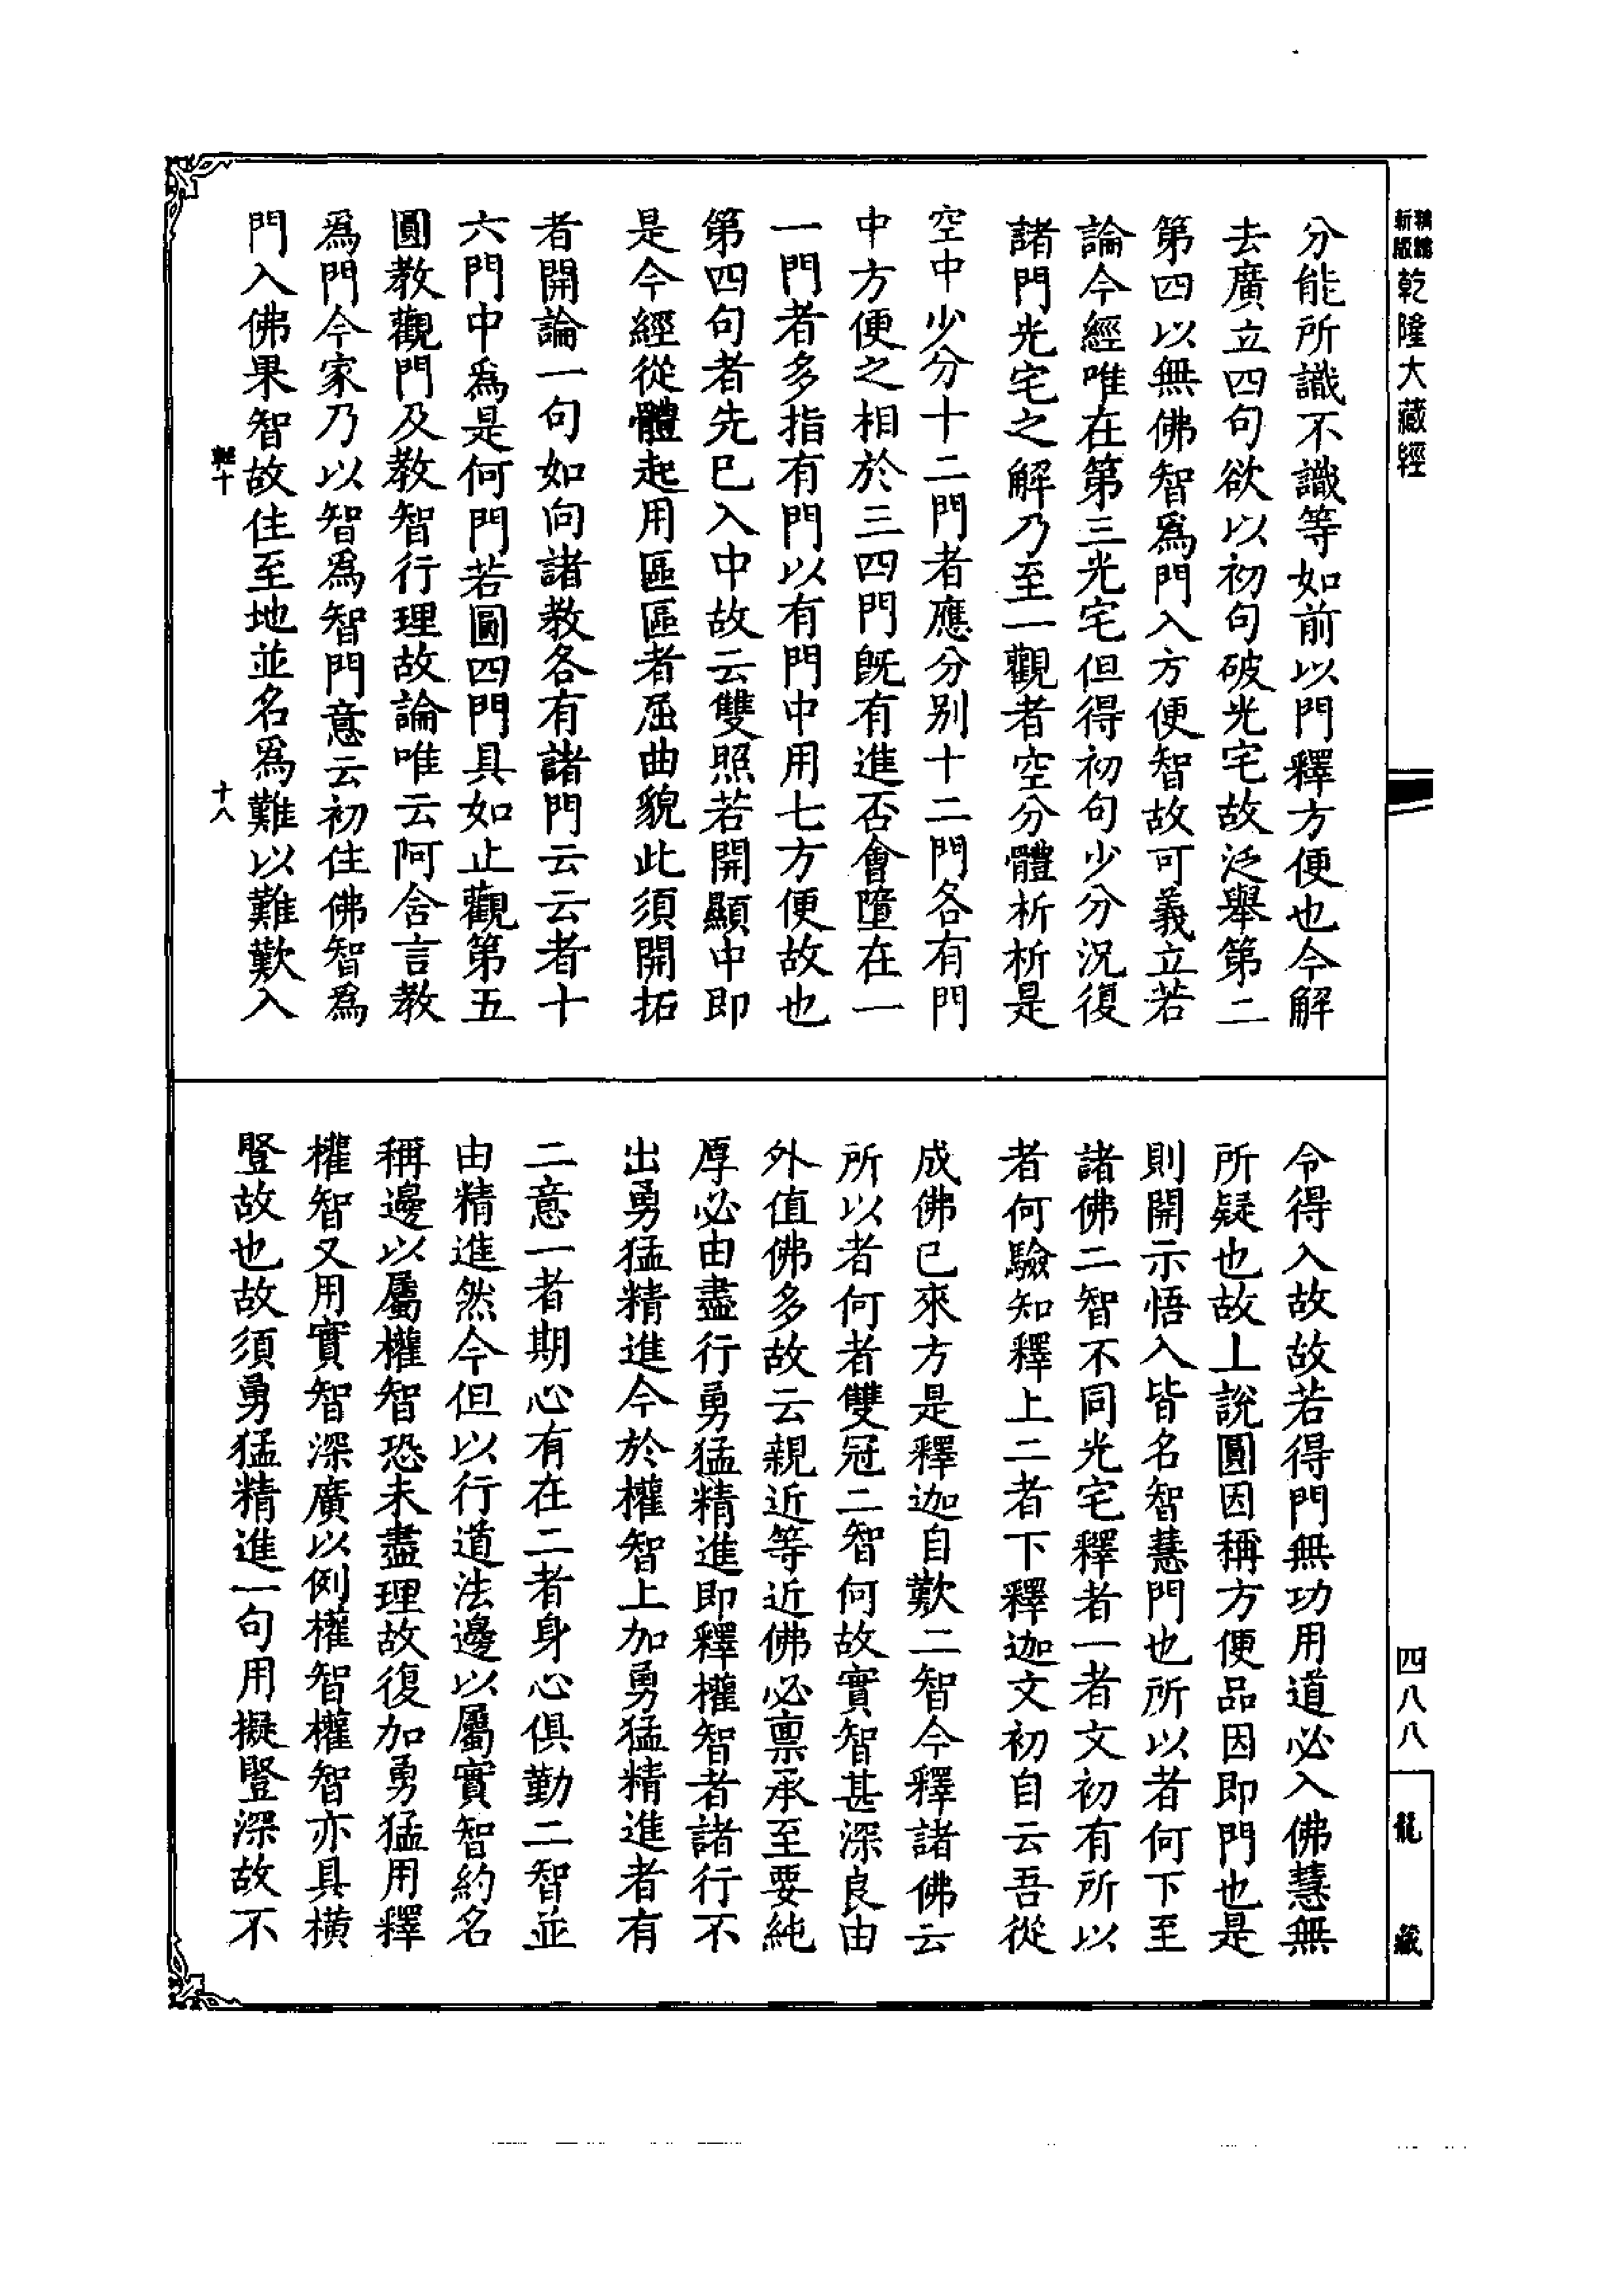 精編新版
乾隆大藏經
分能所識不識等如前以門釋方便也今解
去廣立四句欲以初句破光宅故泛舉第二
第四以無佛智爲門入方便智故可義立若
論今經唯在第三光宅但得初句少分況復
諸門光宅之解乃至一觀者空分體析析是
空中少分十二門者應分別十二門各有門
中方便之相於三四門旣有進否會墮在一
一門者多指有門以有門中用七方便故也
第四句者先已入中故云雙照若開顯中即
是今經從體起用區區者屈曲貌此須開拓
者開論一句如向諸教各有諸門云云者十
六門中爲是何門若圓四門具如止觀第五
圓教觀門及教智行理故論唯云阿含言教
爲門今家乃以智爲智門意云初住佛智爲
門入佛果智故住至地並名爲難以難歎入
十八
令得入故故若得門無功用道必入佛慧無
所疑也故上說圓因稱方便品因即門也是
則開示悟入皆名智慧門也所以者何下至
諸佛二智不同光宅釋者一者文初有所以
者何驗知釋上二者下釋迦文初自云吾從
成佛已來方是釋迦自歎二智今釋諸佛云
所以者何者雙冠二智何故實智甚深良由
外值佛多故云親近等近佛必禀承至要純
厚必由盡行勇猛精進即釋權智者諸行不
出勇猛精進今於權智上加勇猛精進者有
二意一者期心有在二者身心俱勤二智並
由精進然今但以行道法邊以屬實智約名
稱邊以屬權智恐未盡理故復加勇猛用釋
權智又用實智深廣以例權智權智亦具橫
豎故也故須勇猛精進一句用擬豎深故不
四八八
龍藏